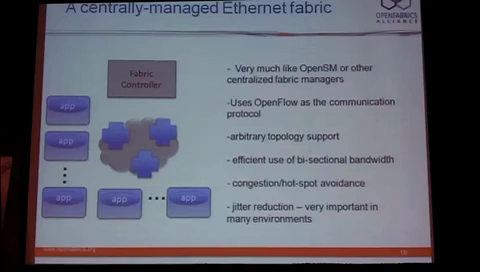 A centrally-managed Ethernet fabric
OPENFABRICS
ALLIANCE
Fabric
Controller
app
app
app
app
app
- Very much like OpenSM or other
centralized fabric managers
-Uses OpenFlow as the communication
protocol
-arbitrary topology support
- efficient use of bi-sectional bandwidth
- congestion/hot-spot avoidance
- jitter reduction – very important in
many environments
www.openfabrics.org